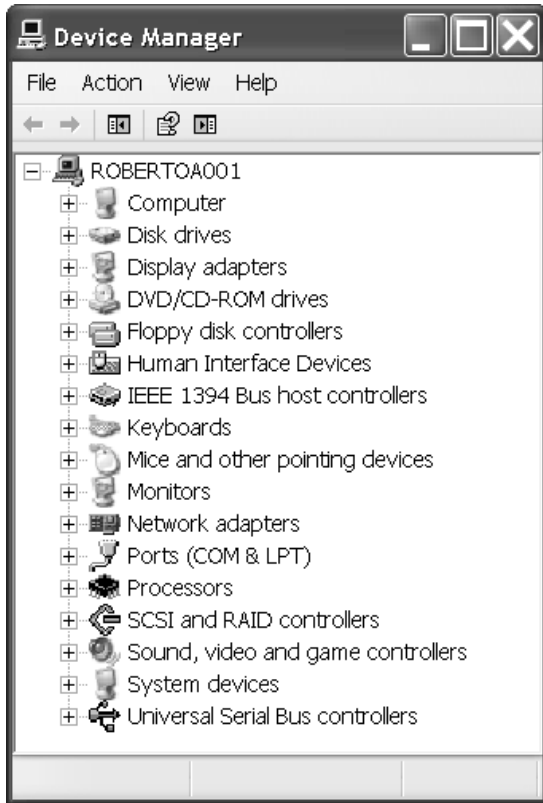 Device Manager
File Action View Help
ROBERTOA001
Computer
Disk drives
Display adapters
DVD/CD-ROM drives
Floppy disk controllers
Human Interface Devices
IEEE 1394 Bus host controllers
Keyboards
Mice and other pointing devices
Monitors
Network adapters
Ports (COM & LPT)
Processors
SCSI and RAID controllers
Sound, video and game controllers
System devices
Universal Serial Bus controllers